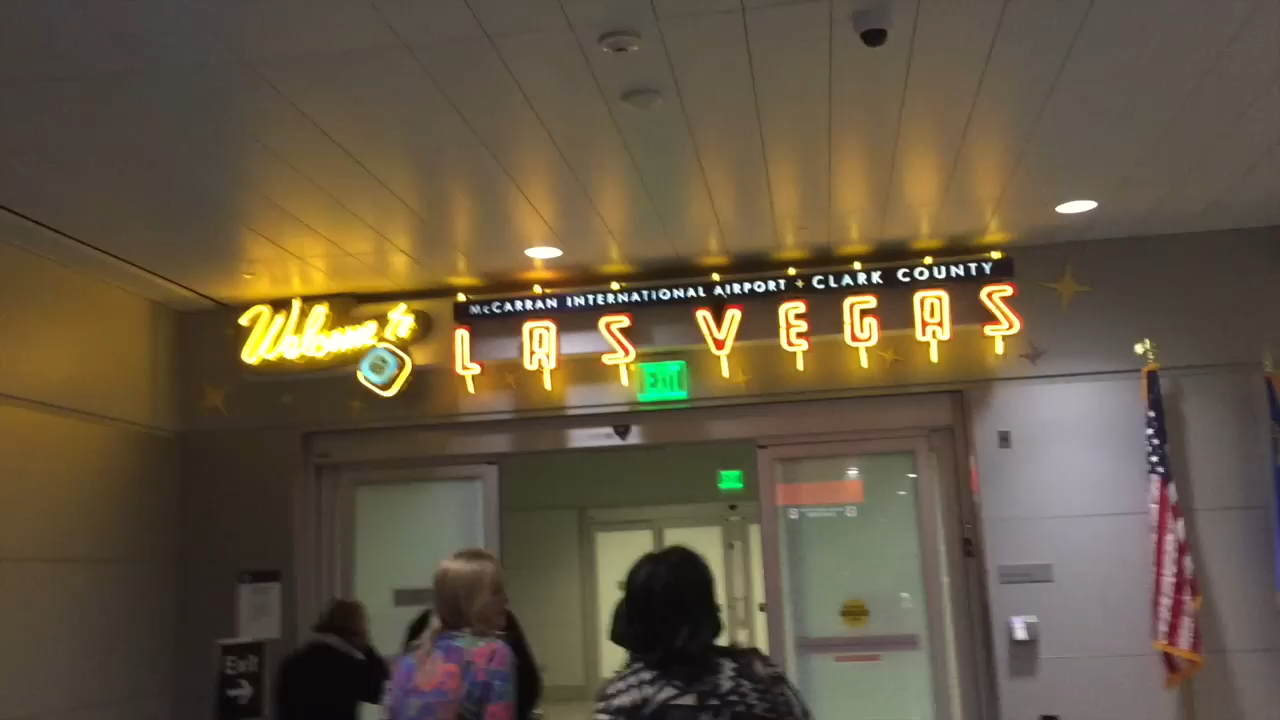 McCARRAN INTERNATIONAL AIRPORT CLARK COUNTY
Welcome to
LAS VEGAS
EXIT
Exit